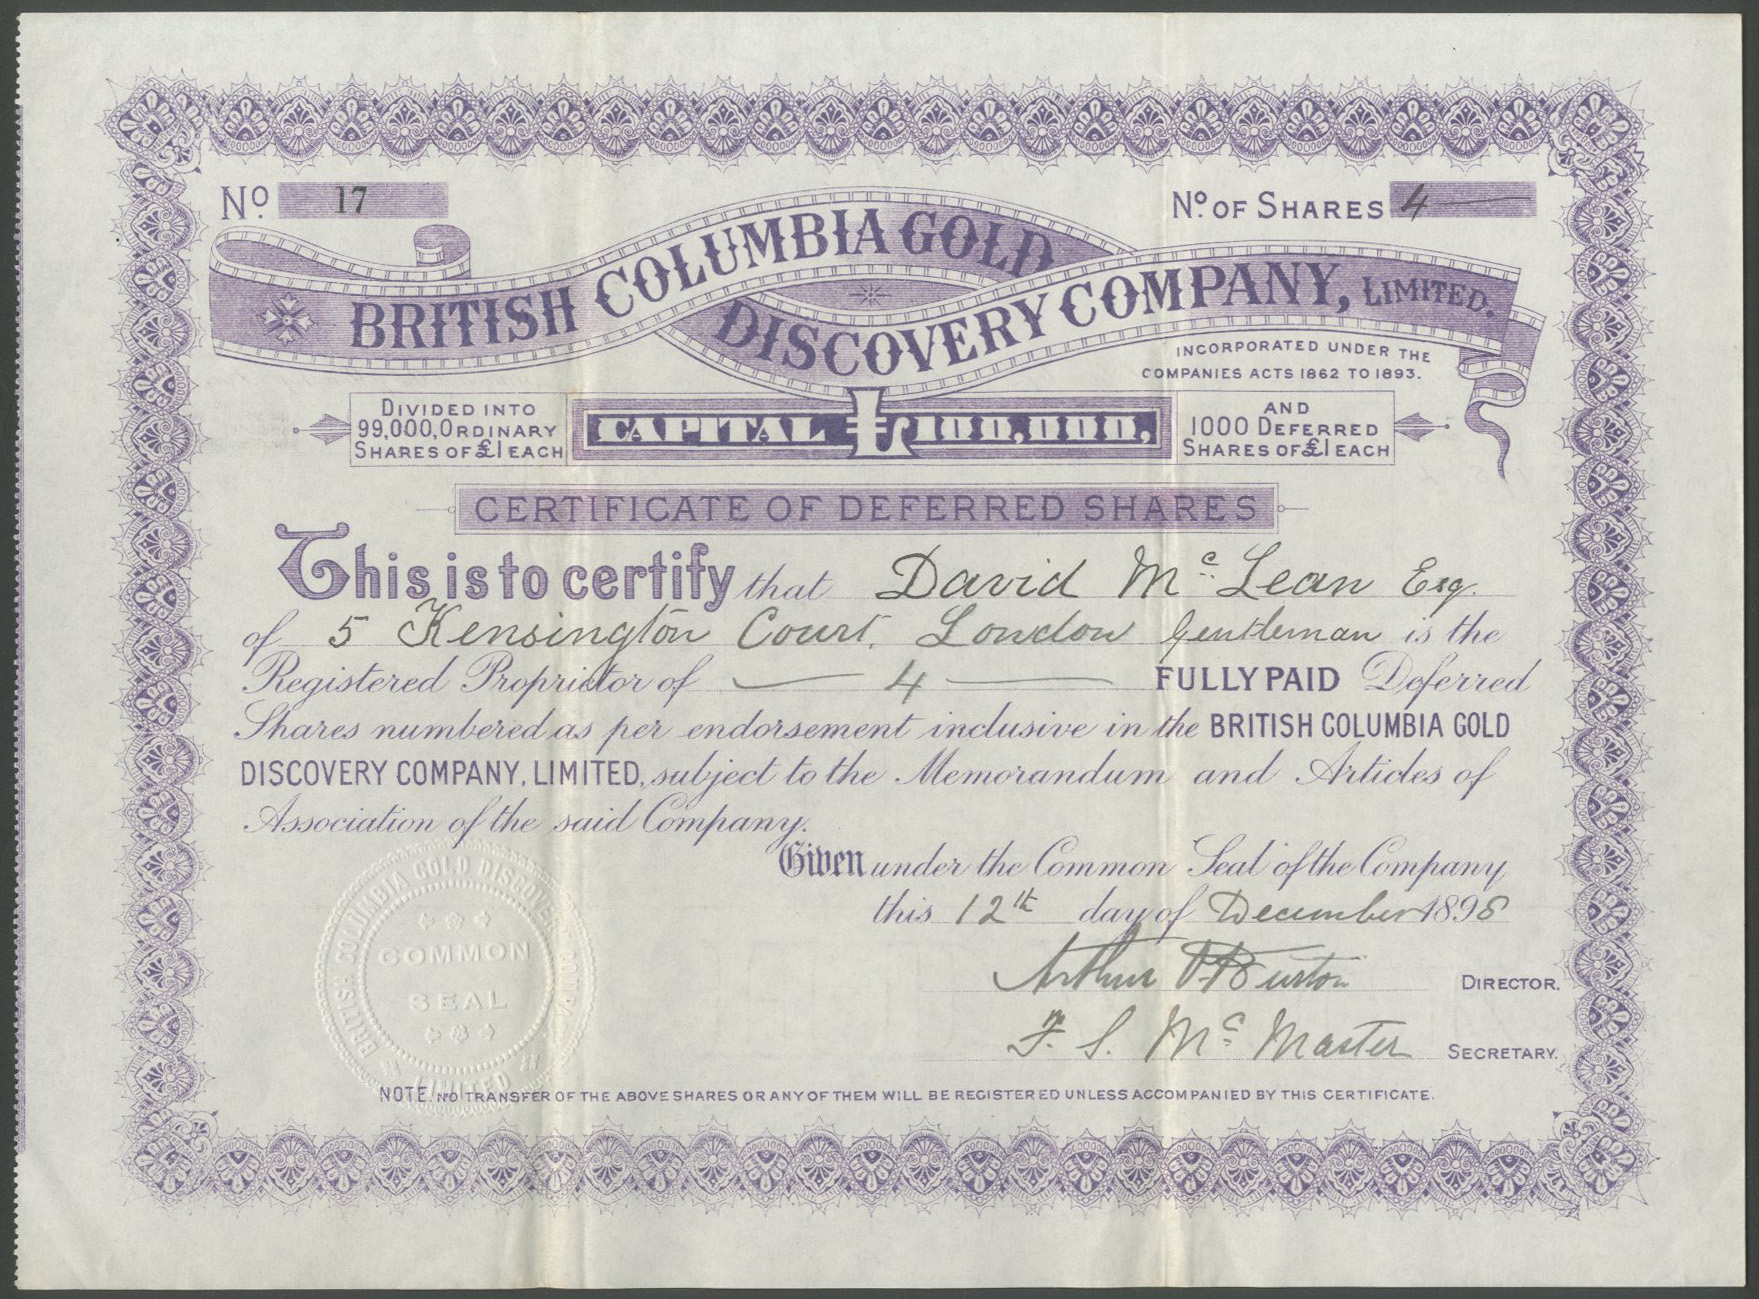 No. 17
No. OF SHARES 4
BRITISH COLUMBIA GOLD
DISCOVERY COMPANY, LIMITED.
INCORPORATED UNDER THE
COMPANIES ACTS 1862 TO 1893.
DIVIDED INTO
99,000, ORDINARY
SHARES OF £1 EACH
CAPITAL £100,000,
AND
1000 DEFERRED
SHARES OF £1 EACH
CERTIFICATE OF DEFERRED SHARES
This is to certify that David McLean Esq.
of 5 Kensington Court, London Gentleman is the
Registered Proprietor of — 4 — FULLY PAID Deferred
Shares numbered as per endorsement inclusive in the BRITISH COLUMBIA GOLD
DISCOVERY COMPANY, LIMITED, subject to the Memorandum and Articles of
Association of the said Company.
Given under the Common Seal of the Company
this 12th day of December 1896
Arthur Burton DIRECTOR.
F. S. McMaster SECRETARY.
BRITISH COLUMBIA GOLD DISCOVERY COMPANY
LIMITED
COMMON
SEAL
NOTE. NO TRANSFER OF THE ABOVE SHARES OR ANY OF THEM WILL BE REGISTERED UNLESS ACCOMPANIED BY THIS CERTIFICATE.